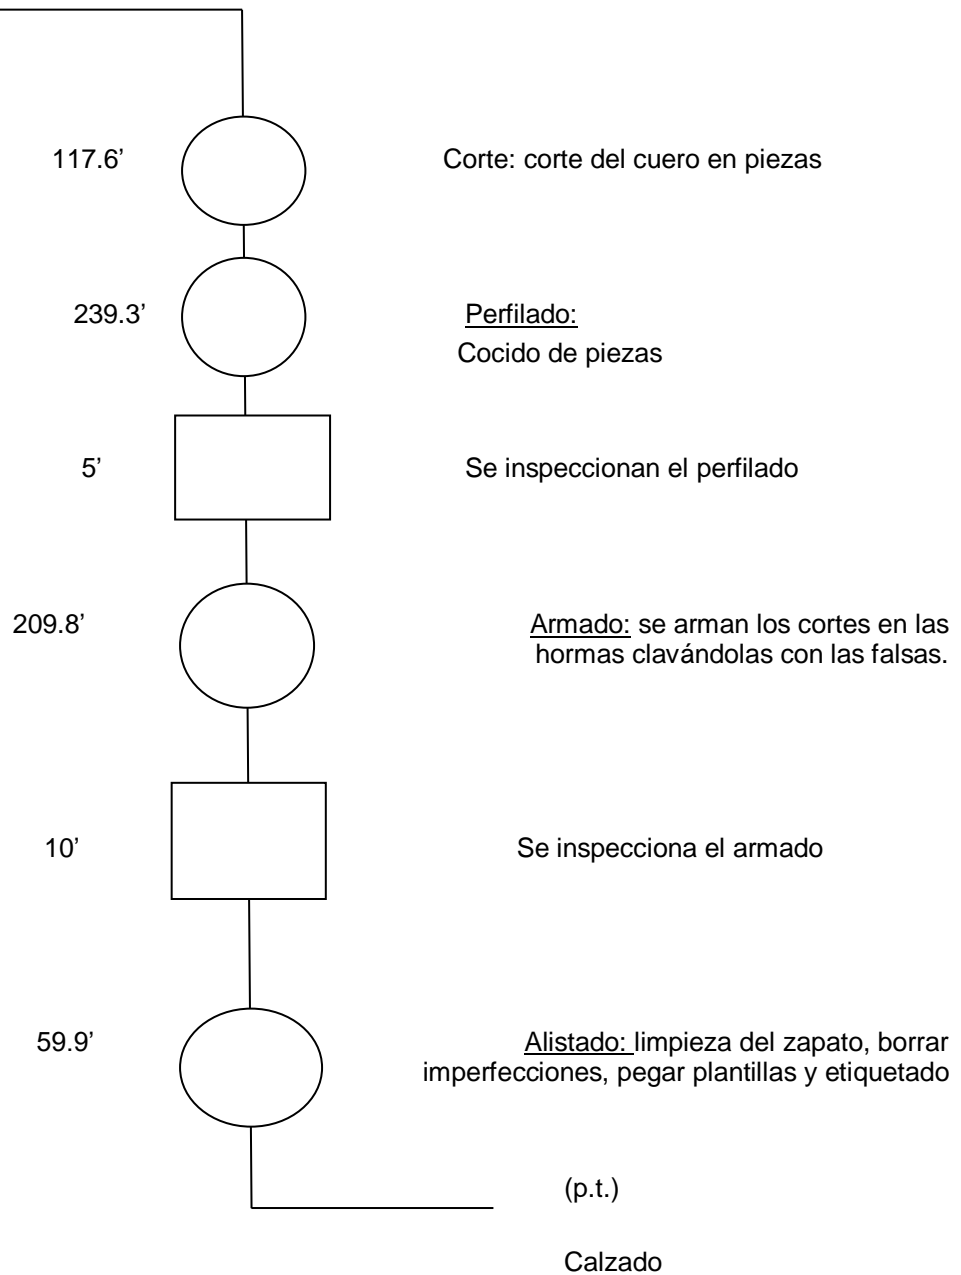 117.6’
Corte: corte del cuero en piezas
239.3’
Perfilado:
Cocido de piezas
5’
Se inspeccionan el perfilado
209.8’
Armado: se arman los cortes en las
hormas clavándolas con las falsas.
10’
Se inspecciona el armado
59.9’
Alistado: limpieza del zapato, borrar
imperfecciones, pegar plantillas y etiquetado
(p.t.)
Calzado